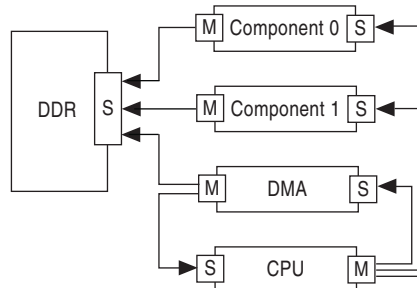 M Component 0 S
DDR S M Component 1 S
M DMA S
S CPU M